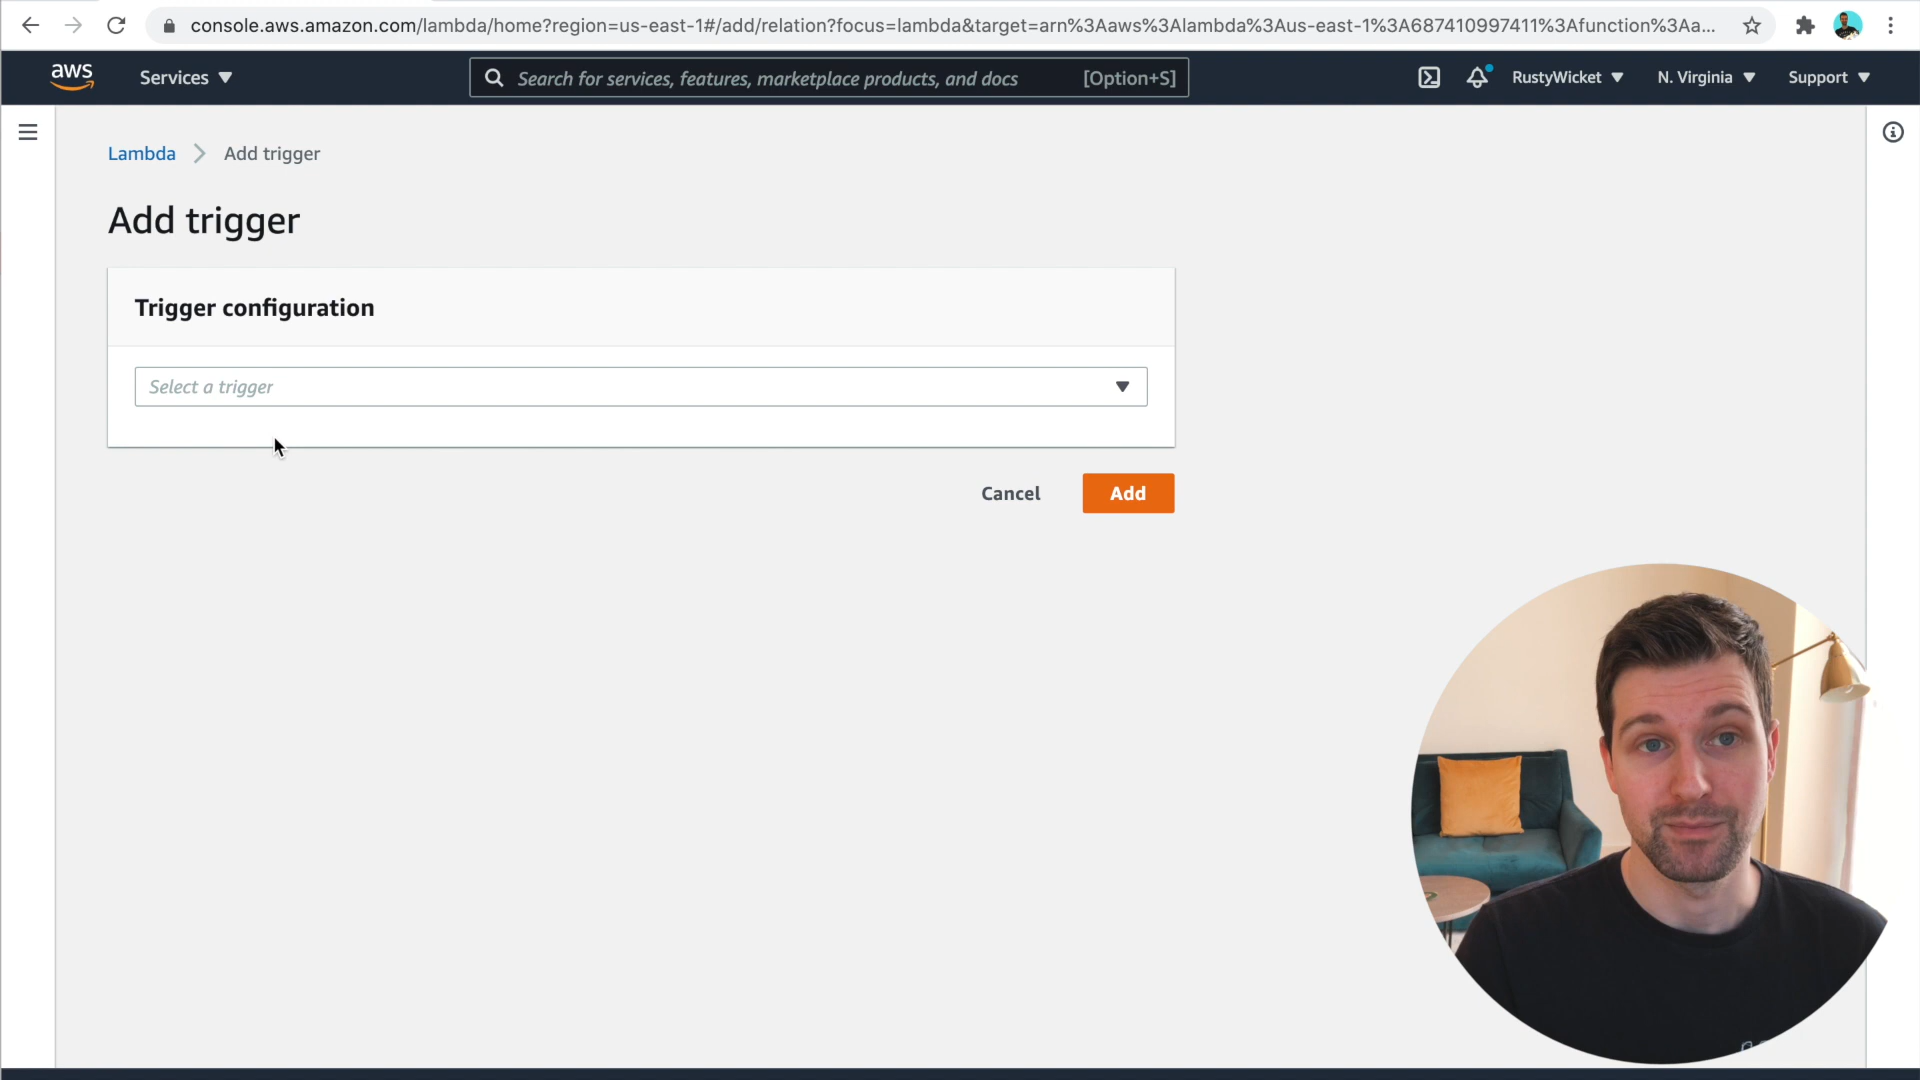 console.aws.amazon.com/lambda/home?region=us-east-1#/add/relation?focus=lambda&target=arn%3Aaws%3Alambda%3Aus-east-1%3A687410997411%3Afunction%3Aa...
aws Services Search for services, features, marketplace products, and docs [Option+S] RustyWicket N. Virginia Support
Lambda Add trigger
Add trigger
Trigger configuration
Select a trigger
Cancel Add